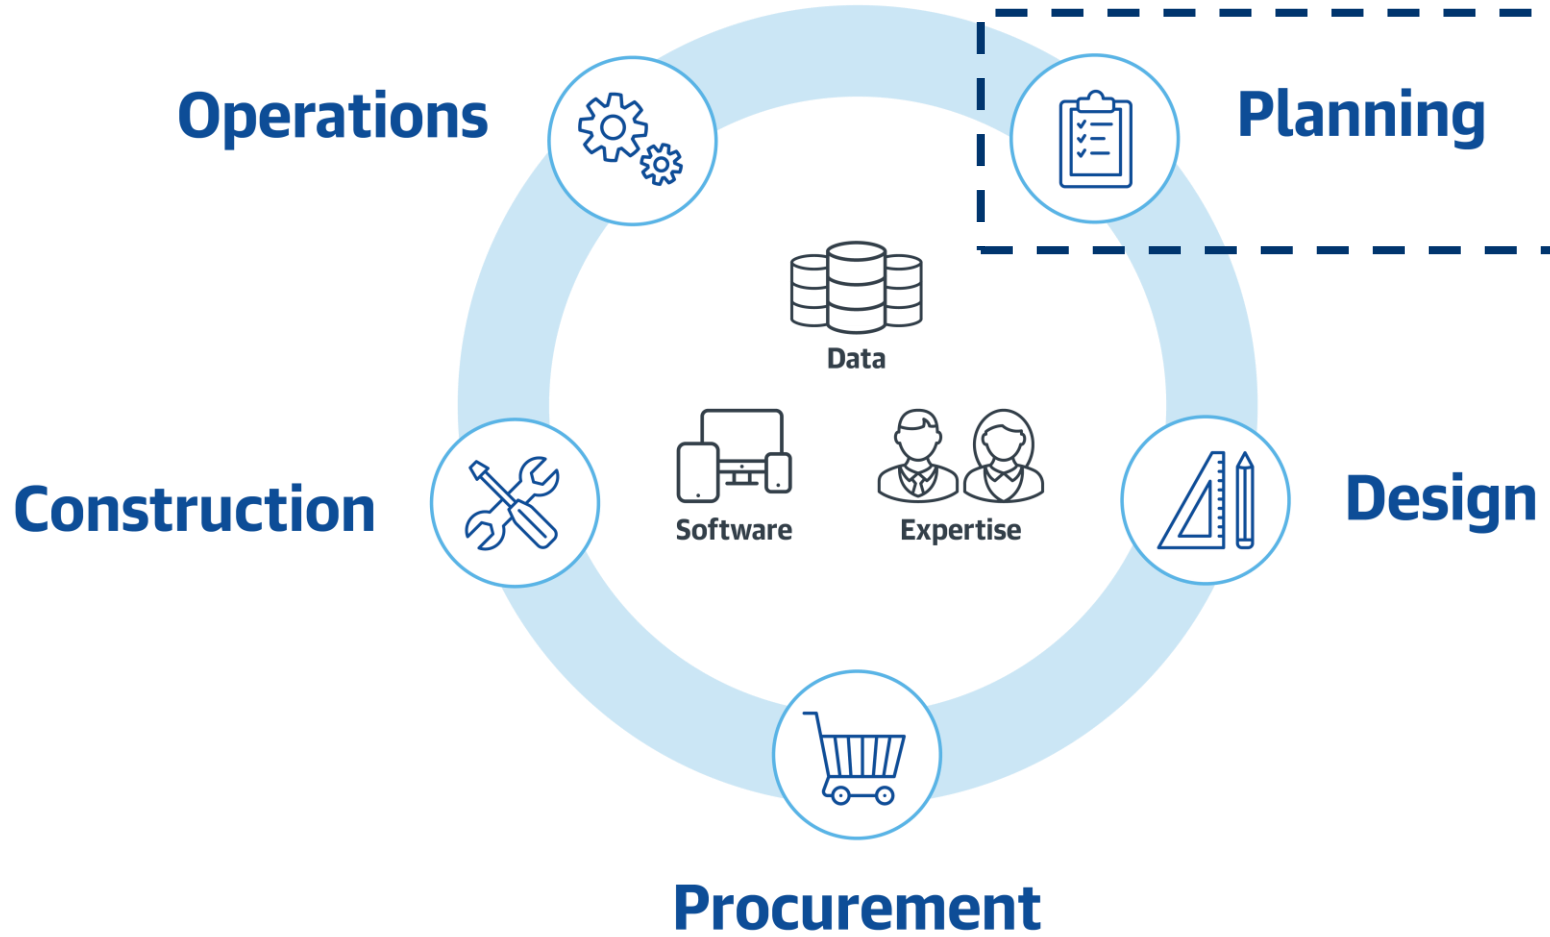 Operations
Planning
Data
Construction
Software
Expertise
Design
Procurement